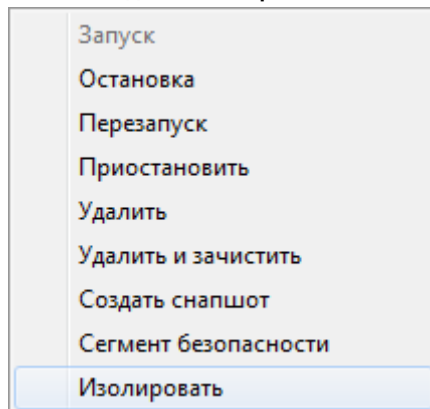 Запуск
Остановка
Перезапуск
Приостановить
Удалить
Удалить и зачистить
Создать снапшот
Сегмент безопасности
Изолировать